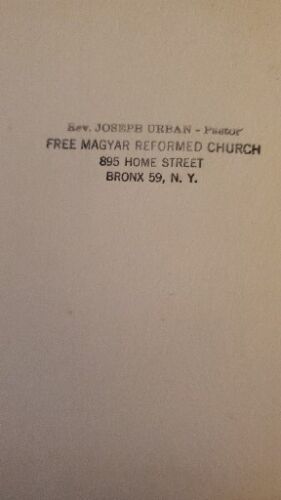 Rev. JOSEPH URBAN - Pastor
FREE MAGYAR REFORMED CHURCH
895 HOME STREET
BRONX 59, N. Y.